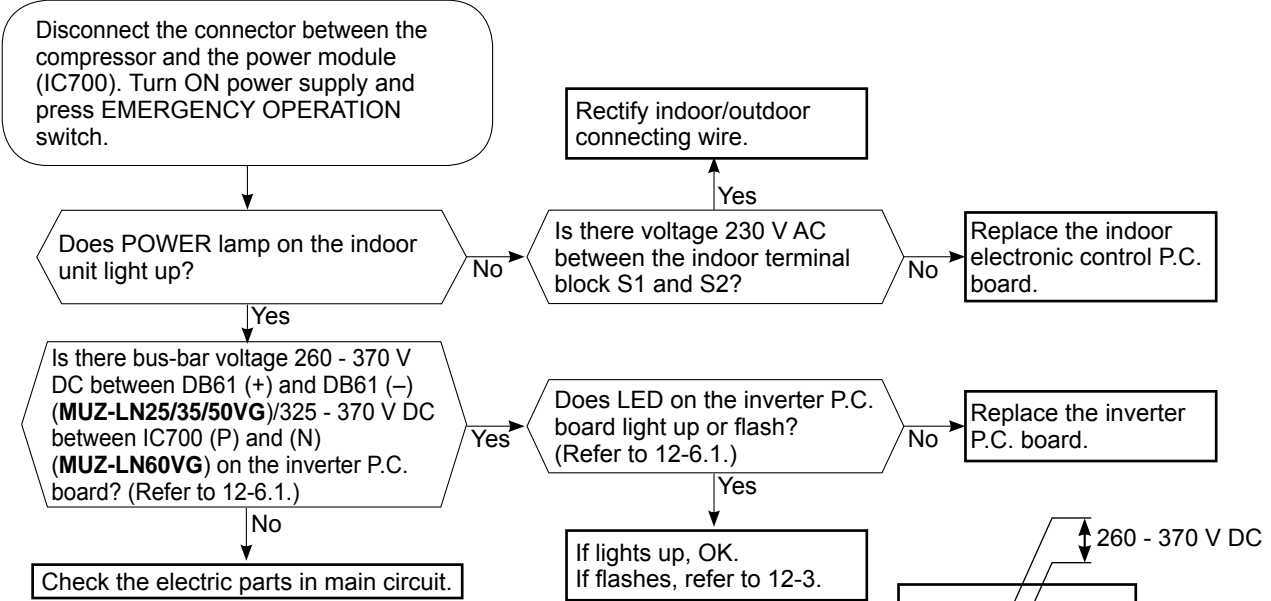 Disconnect the connector between the
compressor and the power module
(IC700). Turn ON power supply and
press EMERGENCY OPERATION
switch.
Rectify indoor/outdoor
connecting wire.
Yes
Does POWER lamp on the indoor
unit light up?
No
Is there voltage 230 V AC
between the indoor terminal
block S1 and S2?
No
Replace the indoor
electronic control P.C.
board.
Yes
Is there bus-bar voltage 260 - 370 V
DC between DB61 (+) and DB61 (–)
(MUZ-LN25/35/50VG)/325 - 370 V DC
between IC700 (P) and (N)
(MUZ-LN60VG) on the inverter P.C.
board? (Refer to 12-6.1.)
Yes
Does LED on the inverter P.C.
board light up or flash?
(Refer to 12-6.1.)
No
Replace the inverter
P.C. board.
Yes
No
Check the electric parts in main circuit.
If lights up, OK.
If flashes, refer to 12-3.
260 - 370 V DC